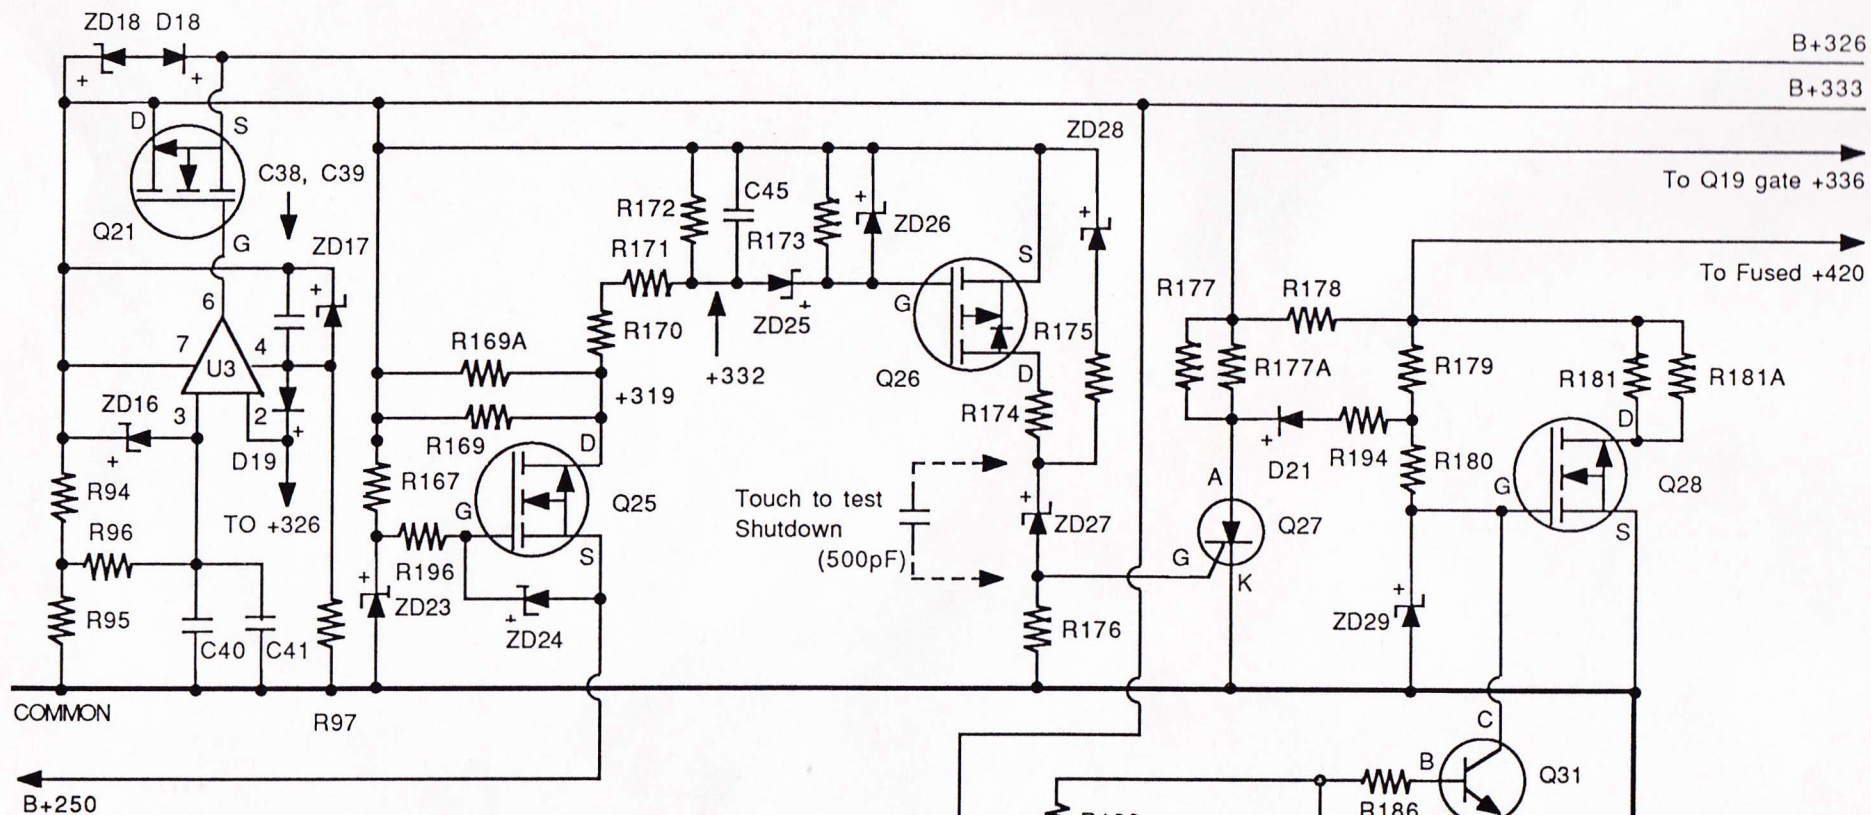 ZD18 D18
+
+
B+326
B+333
D
S
ZD28
C38, C39
To Q19 gate +336
Q21
G
ZD17
+
R172
C45
R173
+
ZD26
+
S
R171
To Fused +420
6
R177
R178
7
4
U3
G
ZD25
+
R170
R175
R169A
+332
Q26
D
R177A
R179
R181
R181A
+319
R174
ZD16
3
2
+
+
D19
R169
D
D
+
D21
R194
R180
R94
R167
G
Q25
Touch to test
Shutdown
(500pF)
+
ZD27
A
Q27
G
Q28
TO +326
R96
S
G
K
S
R196
+
ZD23
+
ZD24
+
ZD29
R95
C40
C41
R176
COMMON
R97
C
B
Q31
B+250
R186